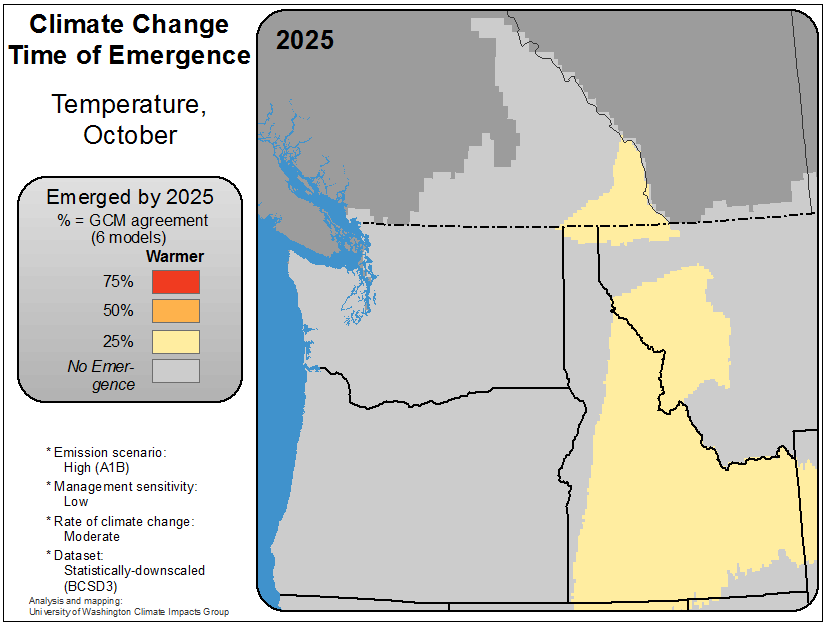 Climate Change
Time of Emergence
Temperature,
October
2025
Emerged by 2025
% = GCM agreement
(6 models)
Warmer
75%
50%
25%
No Emer-
gence
* Emission scenario:
High (A1B)
* Management sensitivity:
Low
* Rate of climate change:
Moderate
* Dataset:
Statistically-downscaled
(BCSD3)
Analysis and mapping:
University of Washington Climate Impacts Group